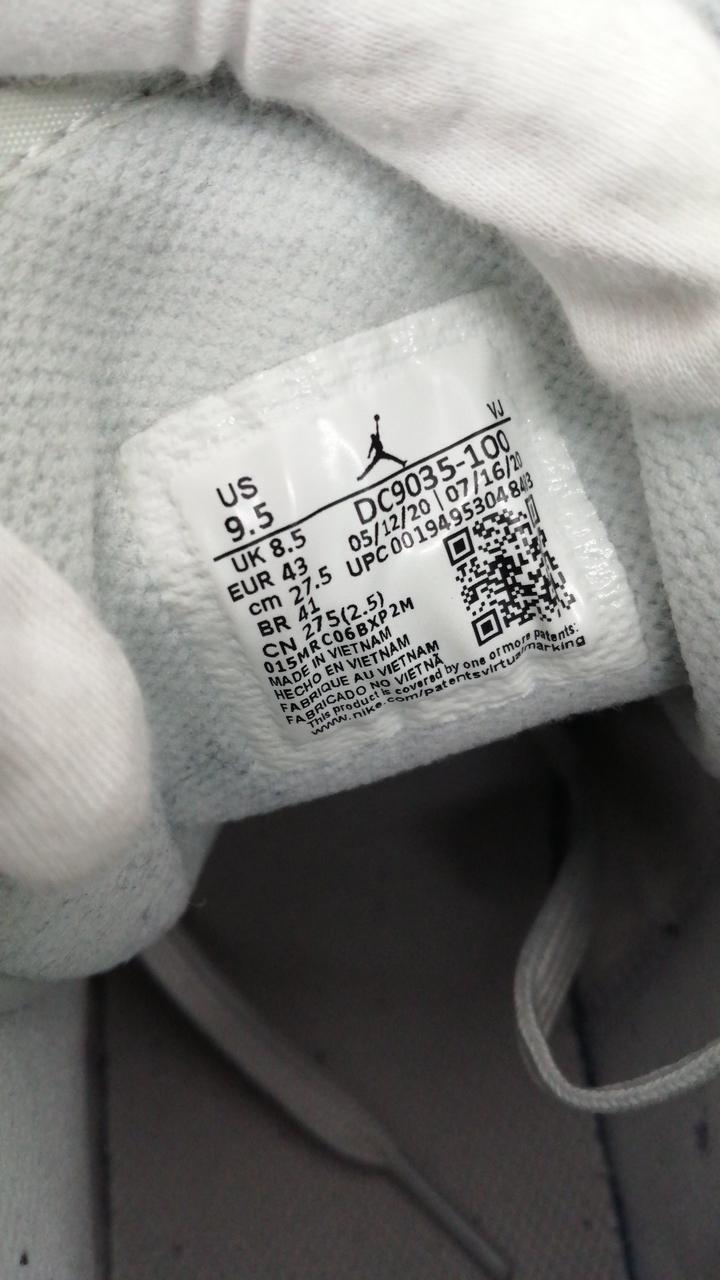 VJ
US
9.5
DC9035-100
05/12/20 | 07/16/20
UPC 00194953048413
UK 8.5
EUR 43
cm 27.5
BR 41
CN 275(2.5)
015MRC06BXP2M
MADE IN VIETNAM
HECHO EN VIETNAM
FABRIQUE AU VIETNAM
FABRICADO NO VIETNÃ
This product is covered by one or more patents:
www.nike.com/patentsvirtualmarking